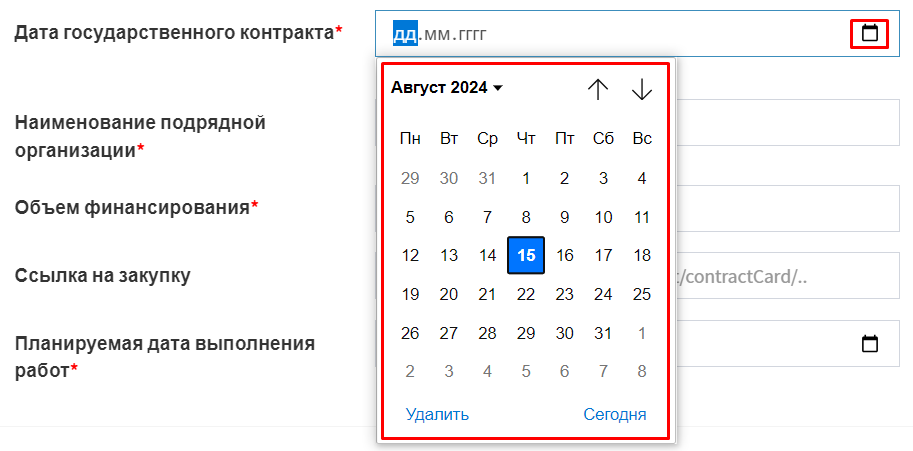 Дата государственного контракта* дд.мм.гггг
Август 2024
Пн Вт Ср Чт Пт Сб Вс
Наименование подрядной
организации*
29 30 31 1 2 3 4
Объем финансирования*
5 6 7 8 9 10 11
12 13 14 15 16 17 18
Ссылка на закупку /contractCard/..
19 20 21 22 23 24 25
26 27 28 29 30 31 1
Планируемая дата выполнения
работ*
2 3 4 5 6 7 8
Удалить Сегодня